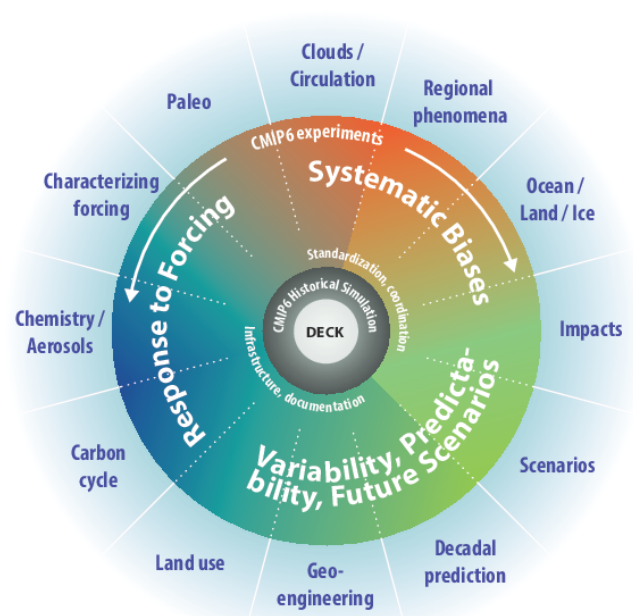 Clouds /
Circulation
Regional
phenomena
Ocean /
Land / Ice
Impacts
Scenarios
Decadal
prediction
Geo-
engineering
Land use
Carbon
cycle
Chemistry /
Aerosols
Characterizing
forcing
Paleo
CMIP6 experiments
Systematic Biases
Response to Forcing
Variability, Predicta-
bility, Future Scenarios
Standardization, coordination
Infrastructure, documentation
CMIP6 Historical Simulation
DECK